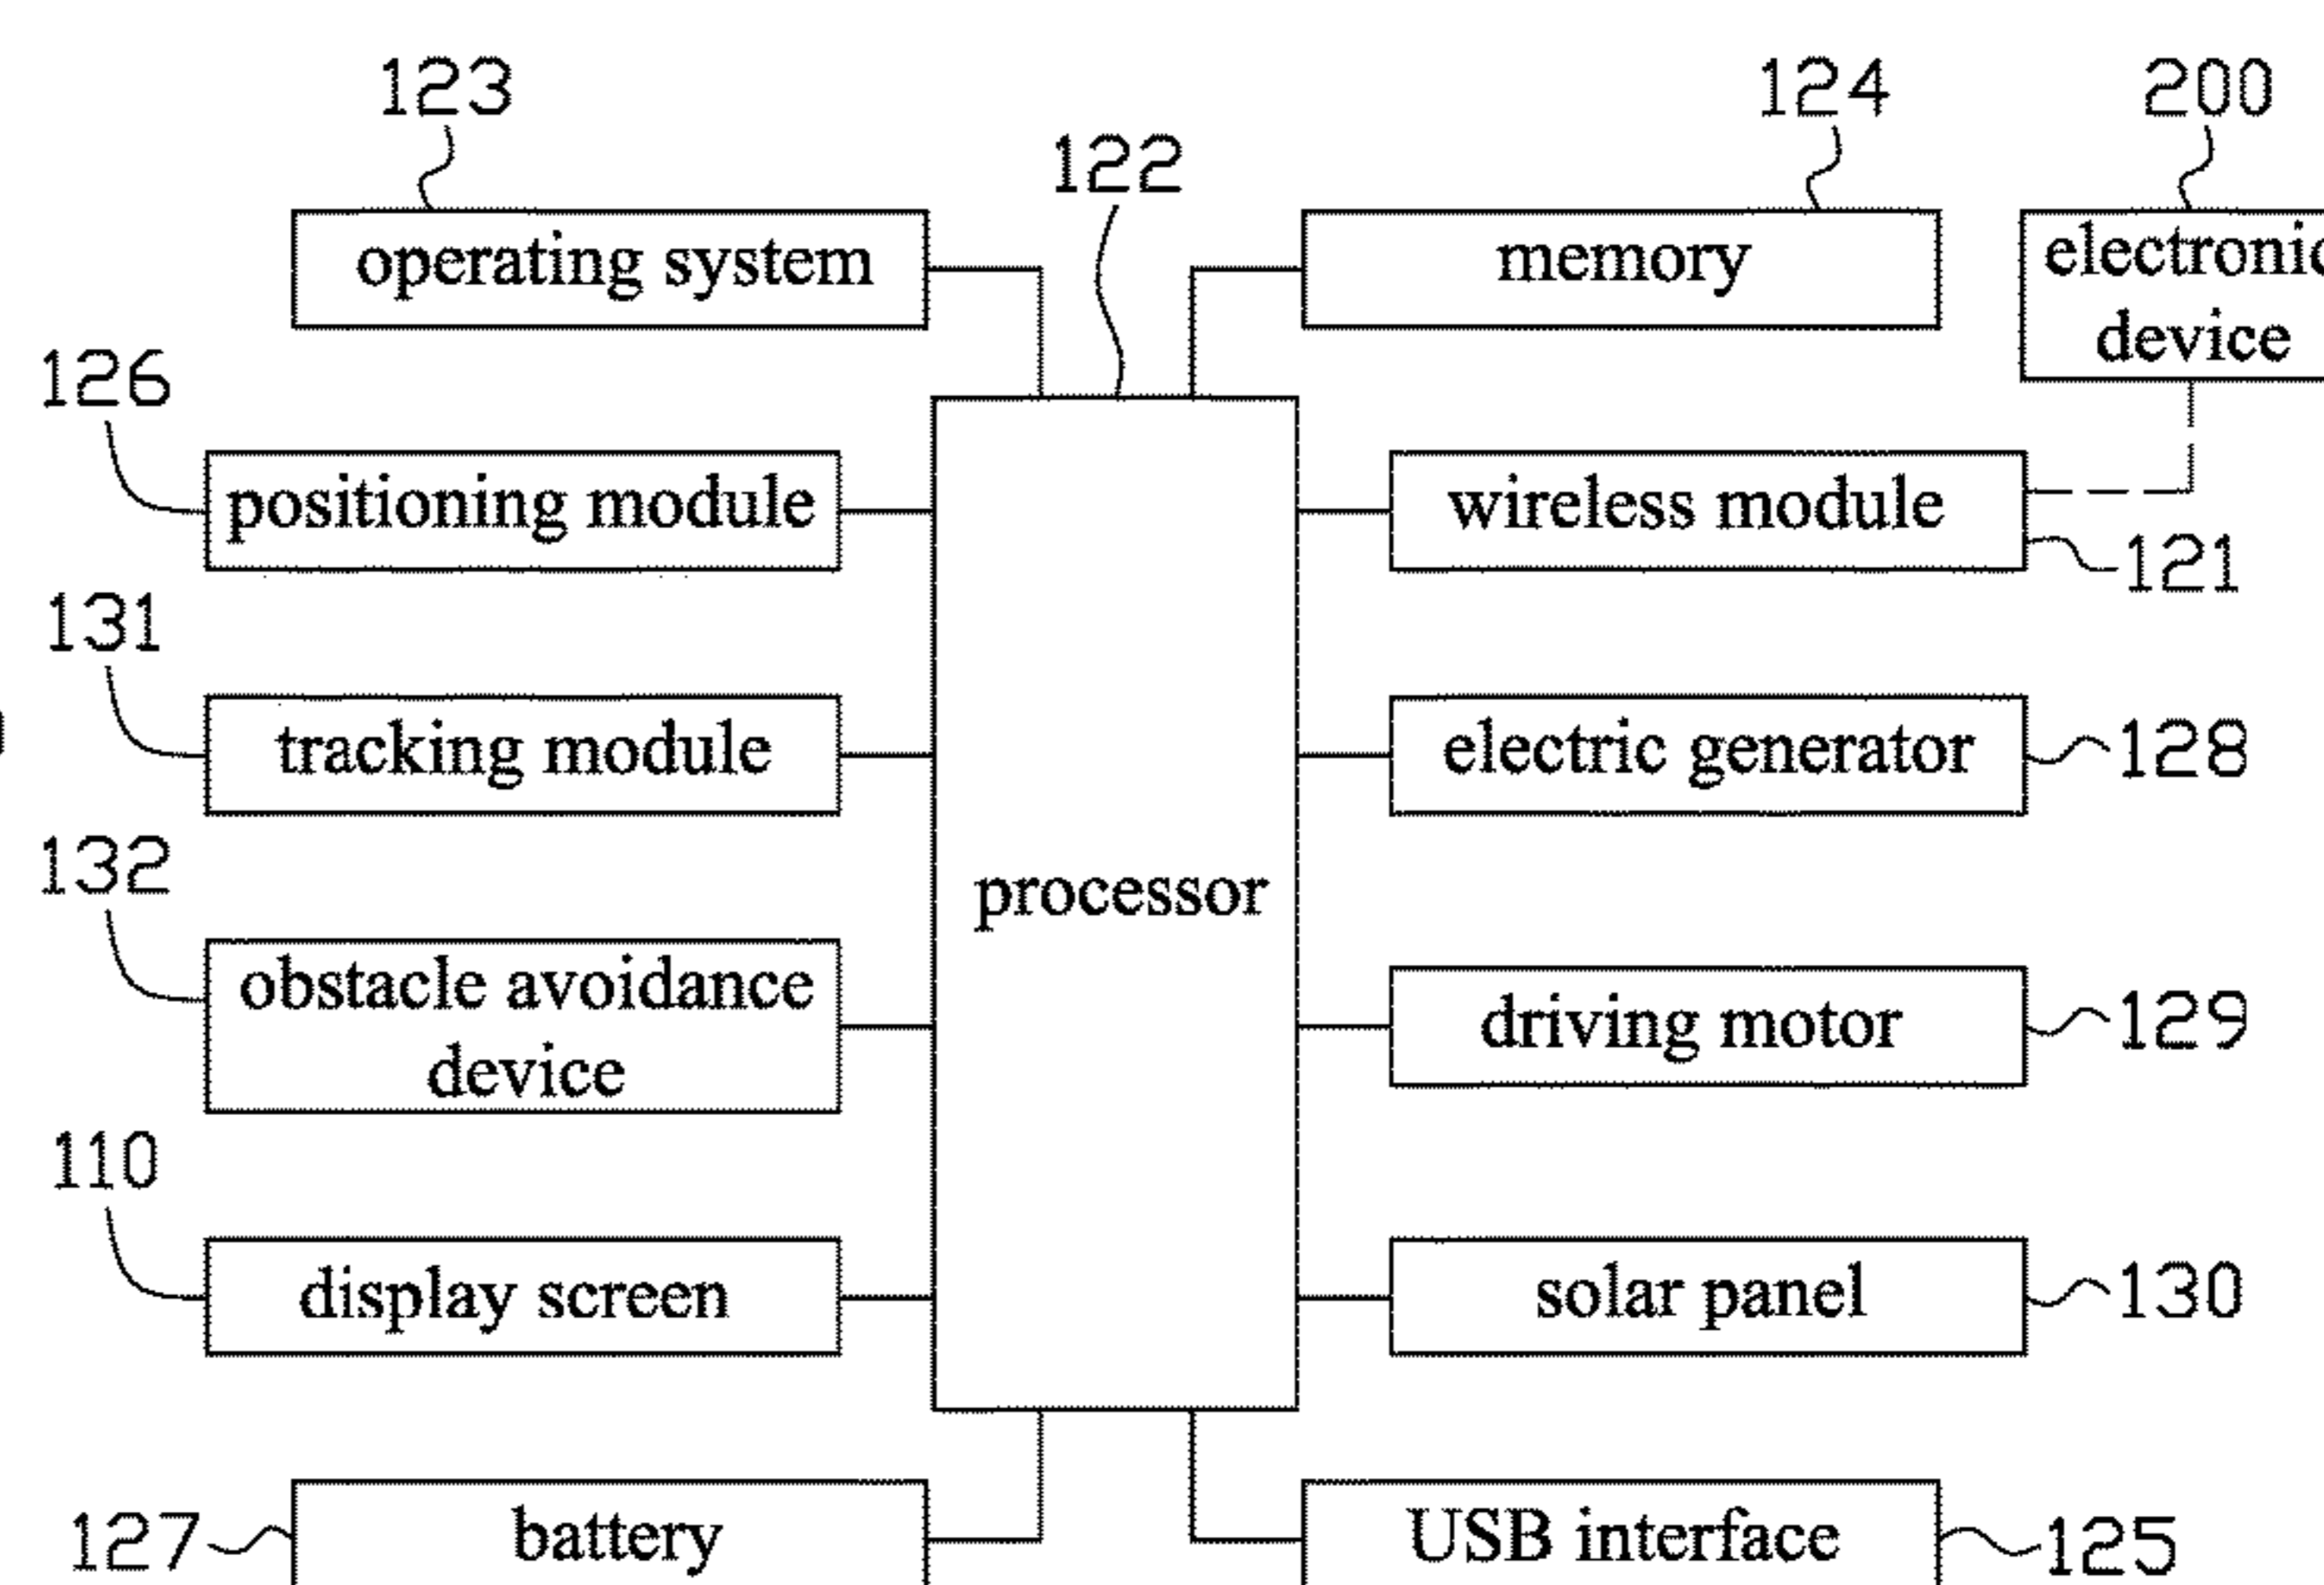 123
124
200
122
operating system
memory
electronic
device
126
positioning module
wireless module
121
131
tracking module
electric generator
128
132
processor
obstacle avoidance
device
driving motor
129
110
display screen
solar panel
130
127
battery
USB interface
125